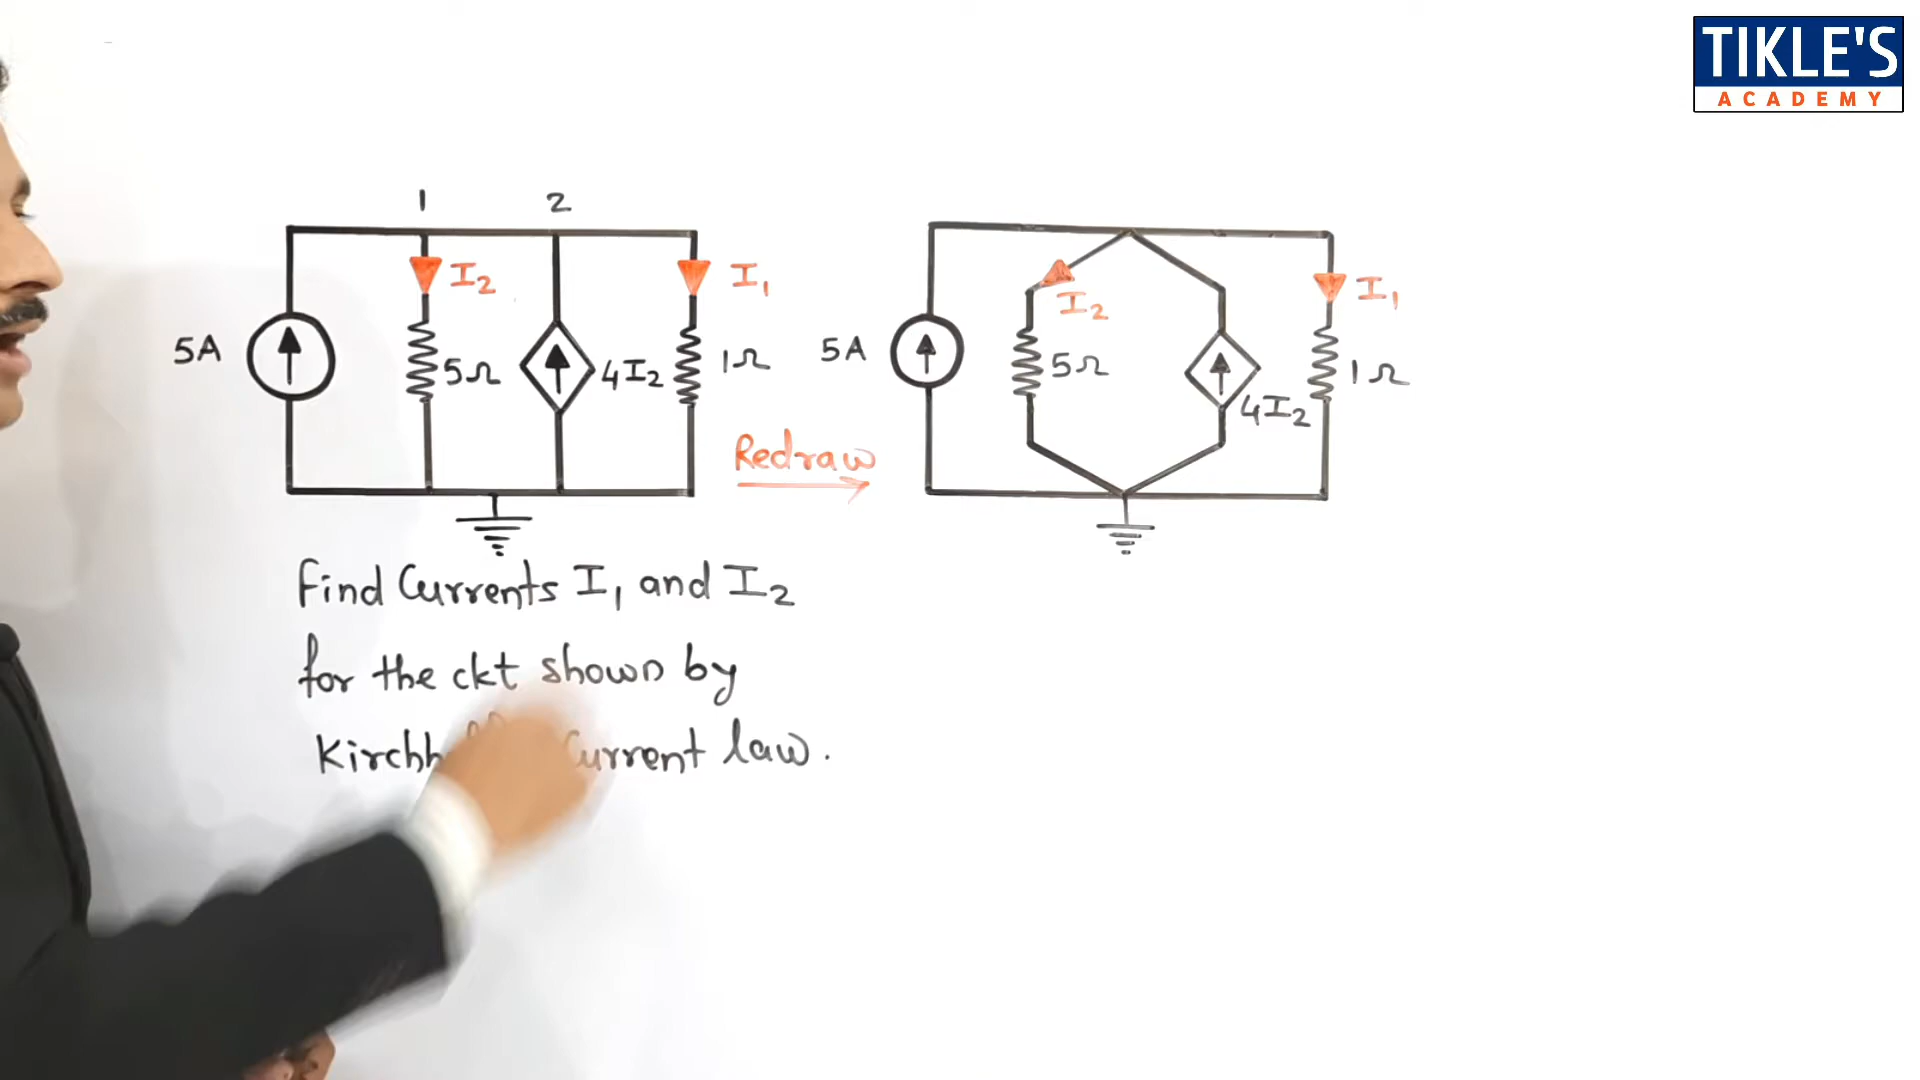 TIKLE'S
ACADEMY
1 2
I2 I1
5A 5Ω 4I2 1Ω
I2 I1
5A 5Ω 4I2 1Ω
Redraw
Find Currents I1 and I2
for the ckt shown by
Current law.